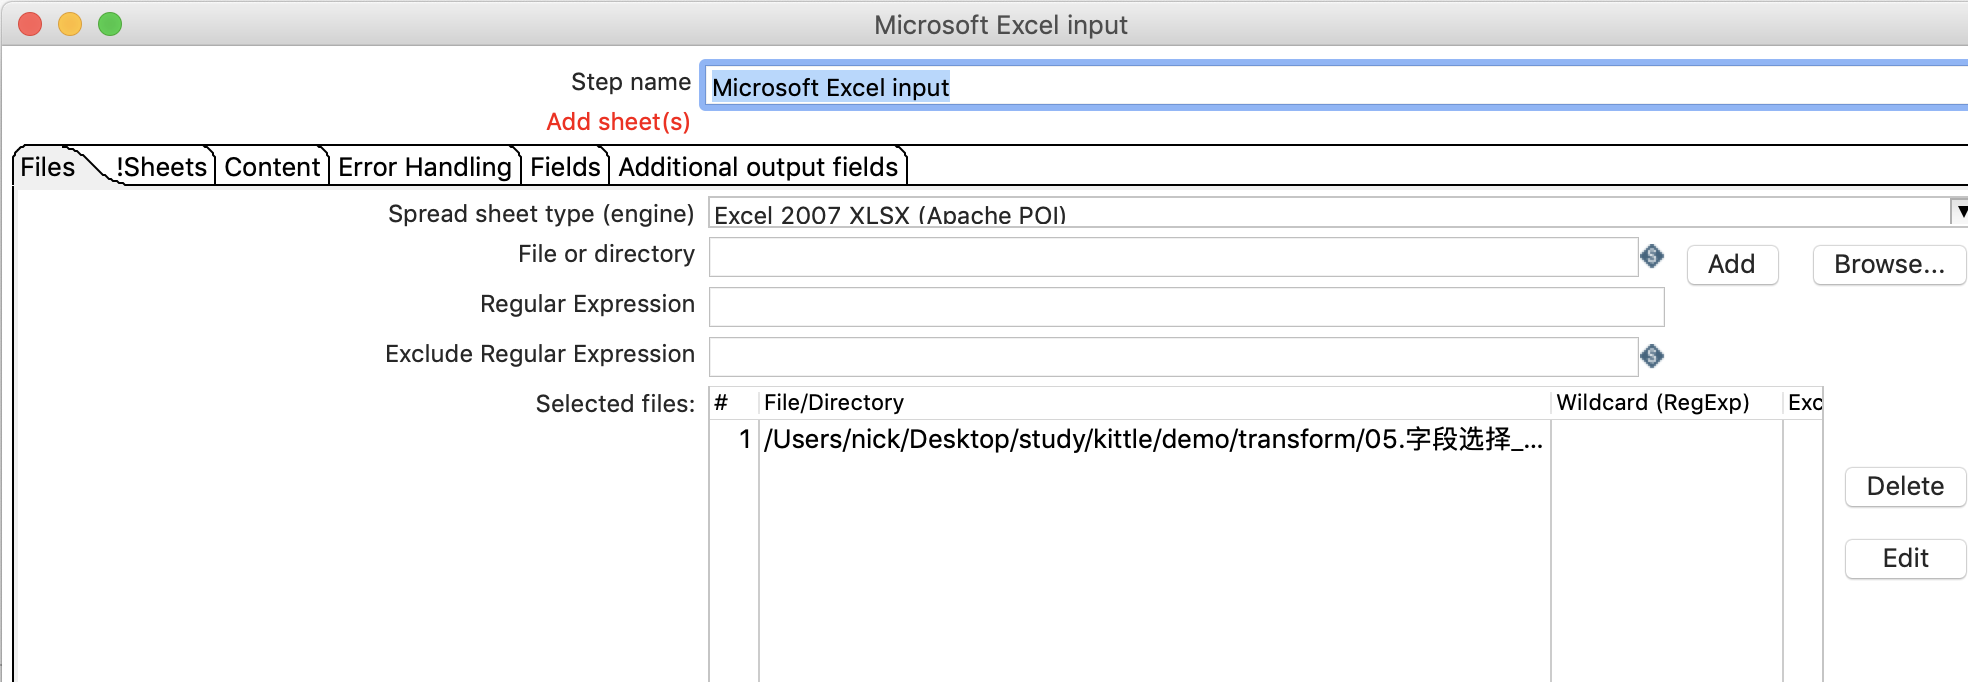 Microsoft Excel input
Step name Microsoft Excel input
Add sheet(s)
Files !Sheets Content Error Handling Fields Additional output fields
Spread sheet type (engine) Excel 2007 XLSX (Apache POI)
File or directory Add Browse...
Regular Expression
Exclude Regular Expression
Selected files: # File/Directory Wildcard (RegExp) Exc
1 /Users/nick/Desktop/study/kittle/demo/transform/05.字段选择_...
Delete
Edit